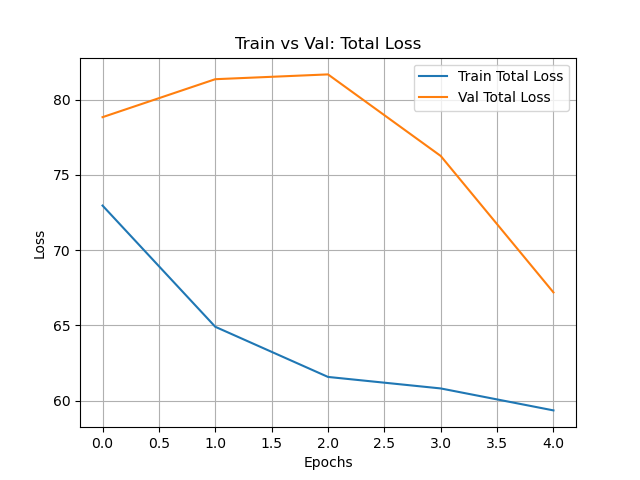 Train vs Val: Total Loss
Train Total Loss
Val Total Loss
80
75
70
65
60
Loss
0.0 0.5 1.0 1.5 2.0 2.5 3.0 3.5 4.0
Epochs